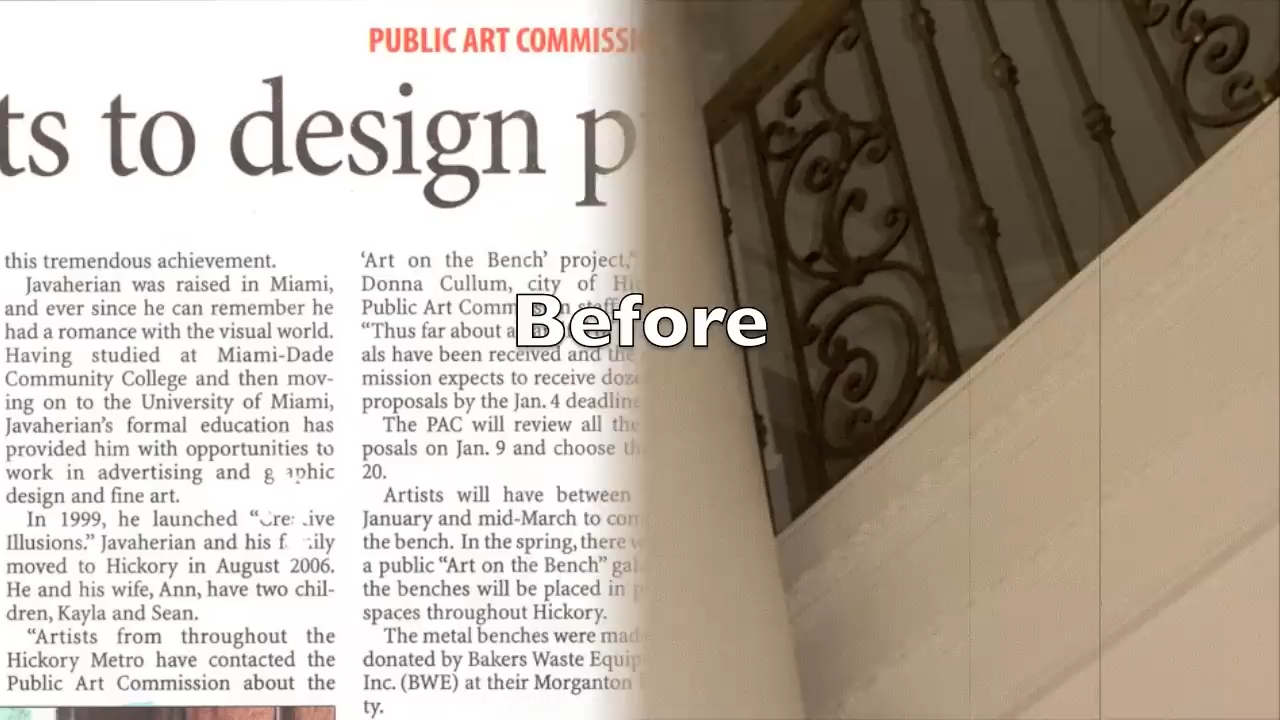 PUBLIC ART COMMISSI
ts to design p
this tremendous achievement.
Javaherian was raised in Miami,
and ever since he can remember he
had a romance with the visual world.
Having studied at Miami-Dade
Community College and then mov-
ing on to the University of Miami,
Javaherian's formal education has
provided him with opportunities to
work in advertising and g aphic
design and fine art.
In 1999, he launched
Illusions.” Javaherian and his
moved to Hickory in August 2006.
He and his wife, Ann, have two chil-
dren, Kayla and Sean.
“Artists from throughout the
Hickory Metro have contacted the
Public Art Commission about the
‘Art on the Bench’ project,”
Donna Cullum, city of
Public Art
“Thus far about a
als have been received and the
mission expects to receive
proposals by the Jan. 4 deadline
The PAC will review all
posals on Jan. 9 and choose
20.
Artists will have between
January and mid-March to
the bench. In the spring, there
a public “Art on the Bench”
the benches will be placed in
spaces throughout Hickory.
The metal benches were
donated by Bakers Waste
Inc. (BWE) at their Morganton
ty.
Before